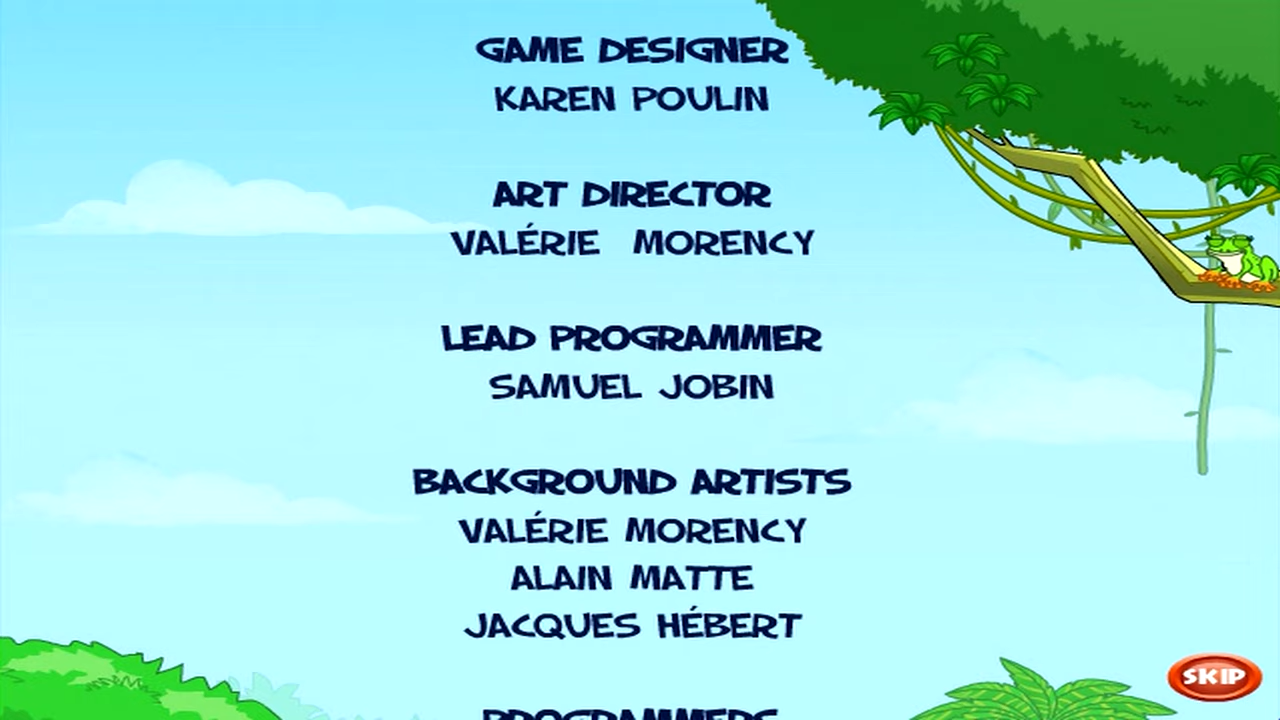 GAME DESIGNER
KAREN POULIN
ART DIRECTOR
VALÉRIE MORENCY
LEAD PROGRAMMER
SAMUEL JOBIN
BACKGROUND ARTISTS
VALÉRIE MORENCY
ALAIN MATTE
JACQUES HÉBERT
SKIP
PROGRAMMERS